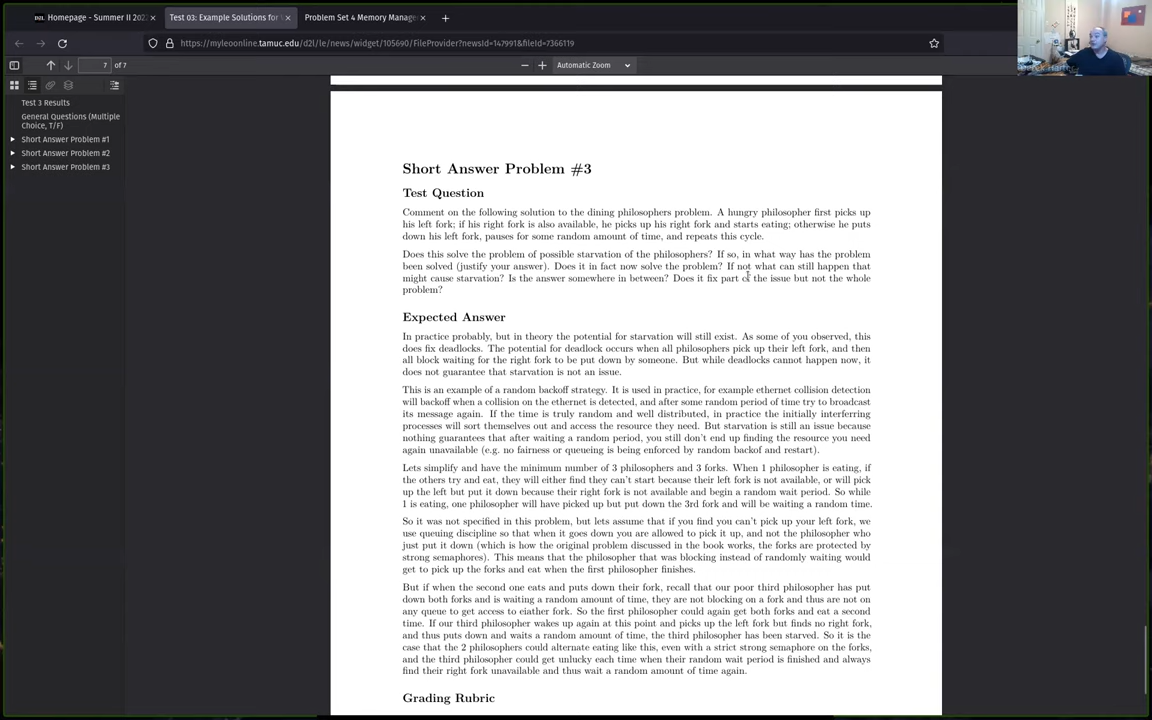 Homepage - Summer II 202
Test 03: Example Solutions for
Problem Set 4 Memory Manage
https://myleoonline.tamuc.edu/d2l/le/news/widget/105690/FileProvider?newsId=147991&fileId=7366119
7 of 7
Automatic Zoom
Test 3 Results
General Questions (Multiple
Choice, T/F)
Short Answer Problem #1
Short Answer Problem #2
Short Answer Problem #3
Short Answer Problem #3
Test Question
Comment on the following solution to the dining philosophers problem. A hungry philosopher first picks up
his left fork; if his right fork is also available, he picks up his right fork and starts eating; otherwise he puts
down his left fork, pauses for some random amount of time, and repeats this cycle.
Does this solve the problem of possible starvation of the philosophers? If so, in what way has the problem
been solved (justify your answer). Does it in fact now solve the problem? If not what can still happen that
might cause starvation? Is the answer somewhere in between? Does it fix part of the issue but not the whole
problem?
Expected Answer
In practice probably, but in theory the potential for starvation will still exist. As some of you observed, this
does fix deadlocks. The potential for deadlock occurs when all philosophers pick up their left fork, and then
all block waiting for the right fork to be put down by someone. But while deadlocks cannot happen now, it
does not guarantee that starvation is not an issue.
This is an example of a random backoff strategy. It is used in practice, for example ethernet collision detection
will backoff when a collision on the ethernet is detected, and after some random period of time try to broadcast
its message again. If the time is truly random and well distributed, in practice the initially interfering
processes will sort themselves out and access the resource they need. But starvation is still an issue because
nothing guarantees that after waiting a random period, you still don't end up finding the resource you need
again unavailable (e.g. no fairness or queueing is being enforced by random backof and restart).
Lets simplify and have the minimum number of 3 philosophers and 3 forks. When 1 philosopher is eating, if
the others try and eat, they will either find they can't start because their left fork is not available, or will pick
up the left but put it down because their right fork is not available and begin a random wait period. So while
1 is eating, one philosopher will have picked up but put down the 3rd fork and will be waiting a random time.
So it was not specified in this problem, but lets assume that if you find you can't pick up your left fork, we
use queuing discipline so that when it goes down you are allowed to pick it up, and not the philosopher who
just put it down (which is how the original problem discussed in the book works, the forks are protected by
strong semaphores). This means that the philosopher that was blocking instead of randomly waiting would
get to pick up the forks and eat when the first philosopher finishes.
But if when the second one eats and puts down their fork, recall that our poor third philosopher has put
down both forks and is waiting a random amount of time, they are not blocking on a fork and thus are not on
any queue to get access to eiather fork. So the first philosopher could again get both forks and eat a second
time. If our third philosopher wakes up again at this point and picks up the left fork but finds no right fork,
and thus puts down and waits a random amount of time, the third philosopher has been starved. So it is the
case that the 2 philosophers could alternate eating like this, even with a strict strong semaphore on the forks,
and the third philosopher could get unlucky each time when their random wait period is finished and always
find their right fork unavailable and thus wait a random amount of time again.
Grading Rubric